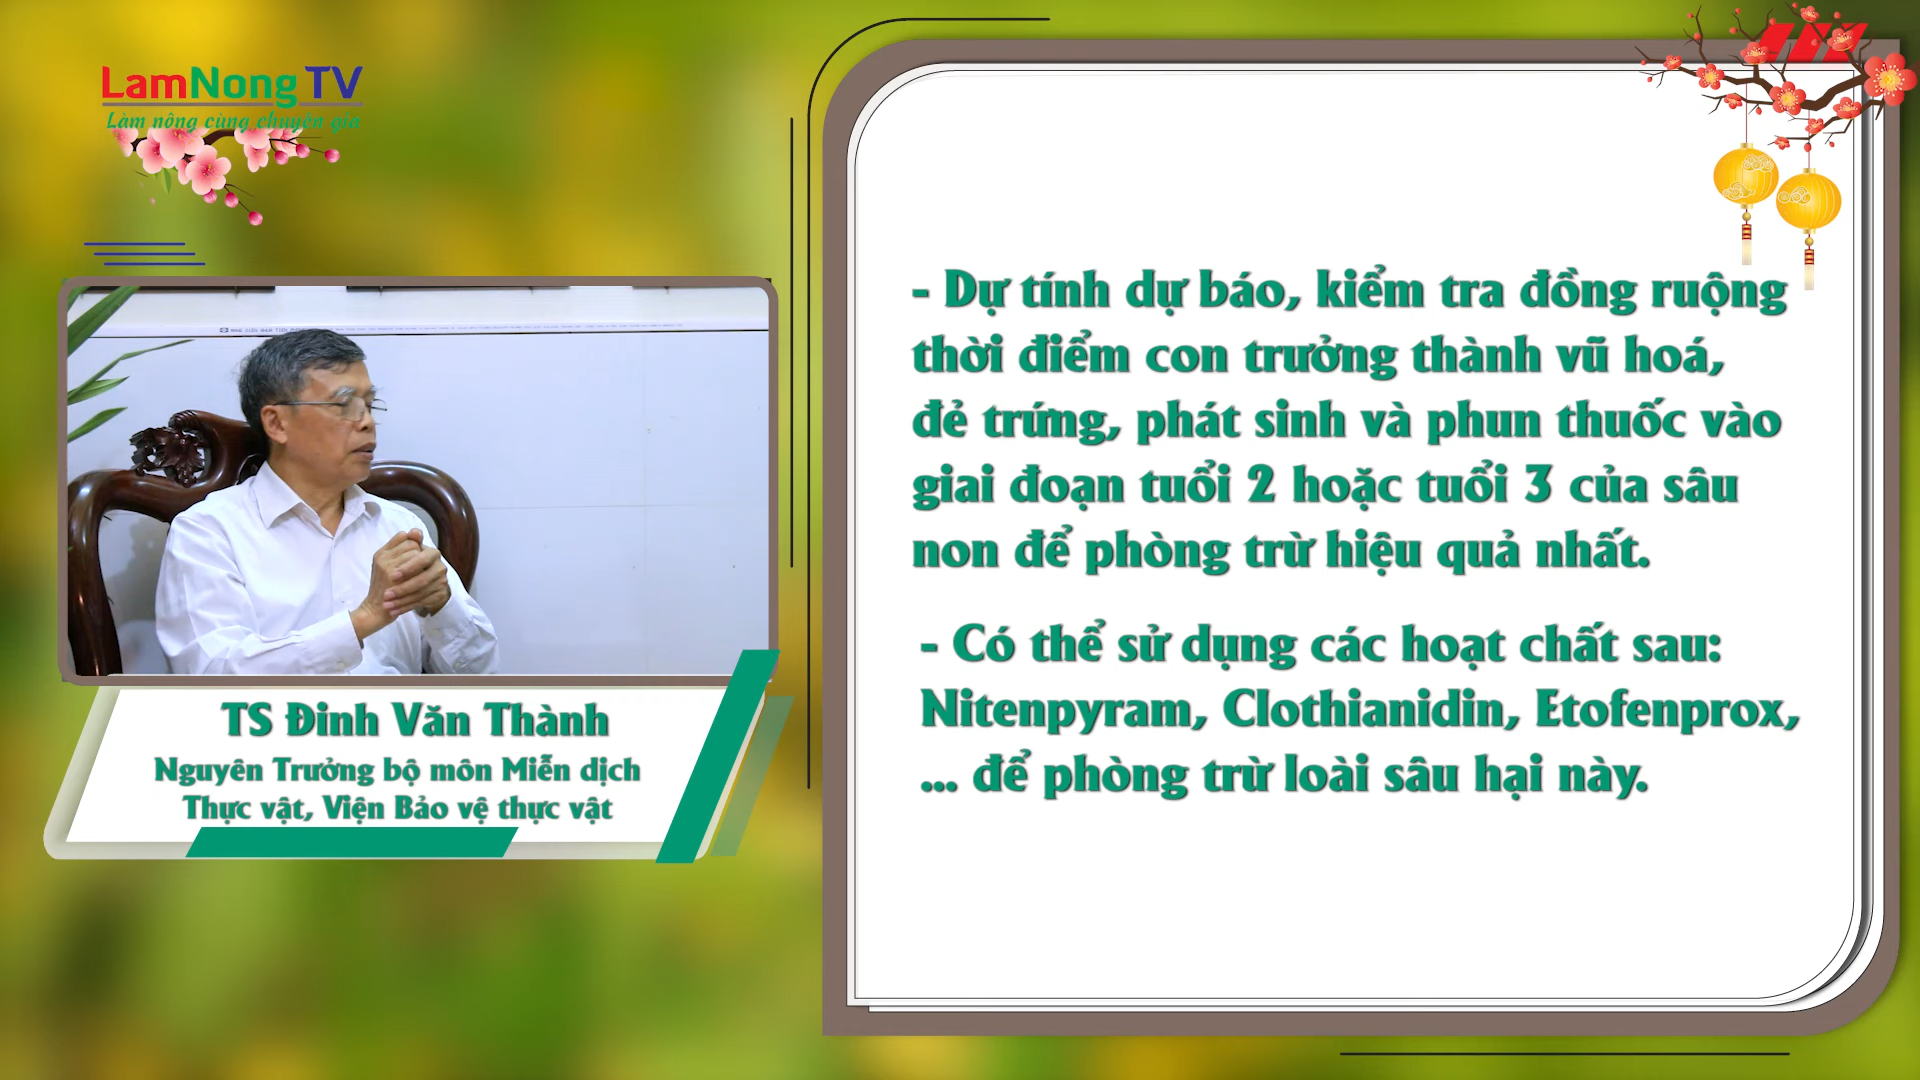 LamNong TV
Làm nông cùng chuyên gia
TS Đinh Văn Thành
Nguyên Trưởng bộ môn Miễn dịch
Thực vật, Viện Bảo vệ thực vật
- Dự tính dự báo, kiểm tra đồng ruộng
thời điểm con trưởng thành vũ hoá,
đẻ trứng, phát sinh và phun thuốc vào
giai đoạn tuổi 2 hoặc tuổi 3 của sâu
non để phòng trừ hiệu quả nhất.
- Có thể sử dụng các hoạt chất sau:
Nitenpyram, Clothianidin, Etofenprox,
... để phòng trừ loài sâu hại này.